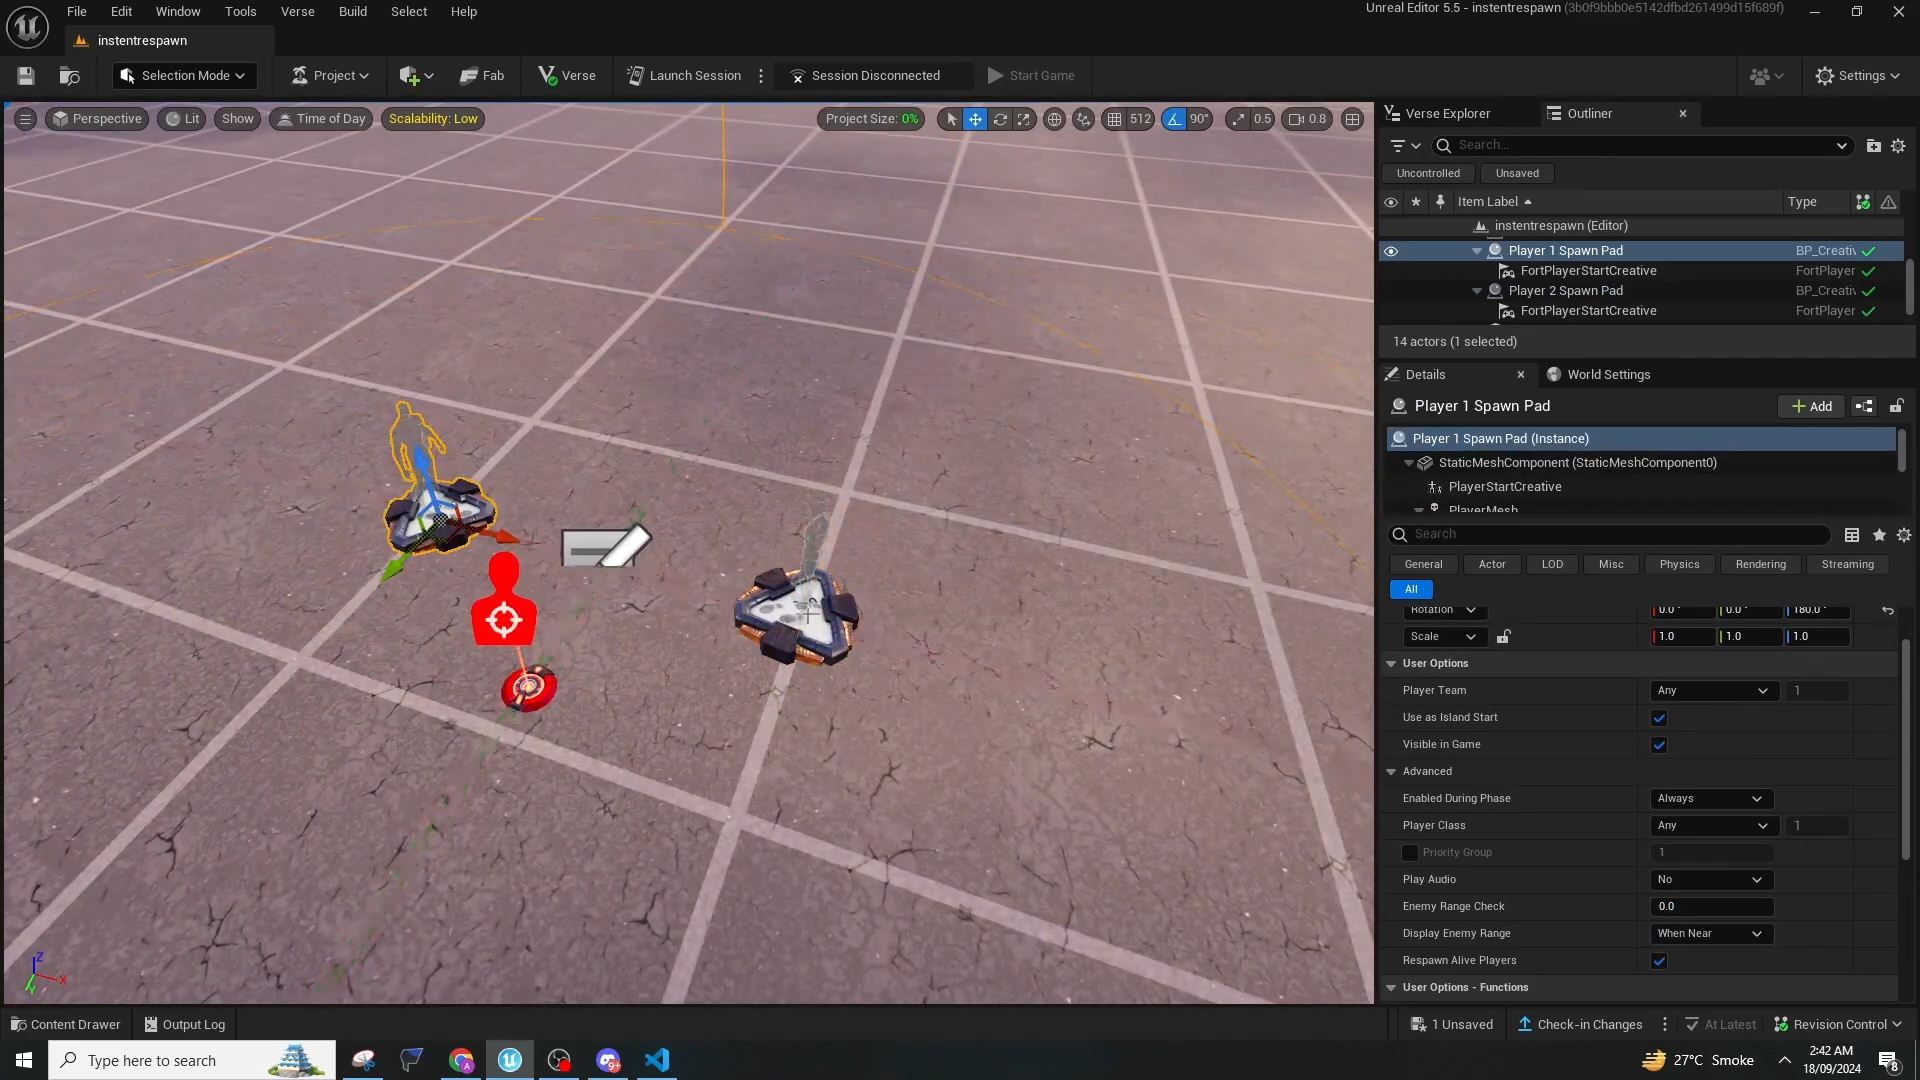 File Edit Window Tools Verse Build Select Help
Unreal Editor 5.5 - instentrespawn (3b0f9bbb0e5142dfbd261499d15f689f)
instentrespawn
Selection Mode Project Fab Verse Launch Session Session Disconnected Start Game Settings
Perspective Lit Show Time of Day Scalability: Low Project Size: 0% 512 90° 0.5 0.8
Verse Explorer Outliner
Search...
Uncontrolled Unsaved
Item Label Type
instentrespawn (Editor)
Player 1 Spawn Pad BP_Creativ
FortPlayerStartCreative FortPlayer
Player 2 Spawn Pad BP_Creativ
FortPlayerStartCreative FortPlayer
14 actors (1 selected)
Details World Settings
Player 1 Spawn Pad Add
Player 1 Spawn Pad (Instance)
StaticMeshComponent (StaticMeshComponent0)
PlayerStartCreative
PlayerMesh
Search
General Actor LOD Misc Physics Rendering Streaming
All
Rotation 0.0° 0.0° 180.0°
Scale 1.0 1.0 1.0
User Options
Player Team Any 1
Use as Island Start
Visible in Game
Advanced
Enabled During Phase Always
Player Class Any 1
Priority Group 1
Play Audio No
Enemy Range Check 0.0
Display Enemy Range When Near
Respawn Alive Players
User Options - Functions
Z
X
Y
Content Drawer Output Log 1 Unsaved Check-in Changes At Latest Revision Control
Type here to search A 9+ 27°C Smoke 2:42 AM
18/09/2024 8